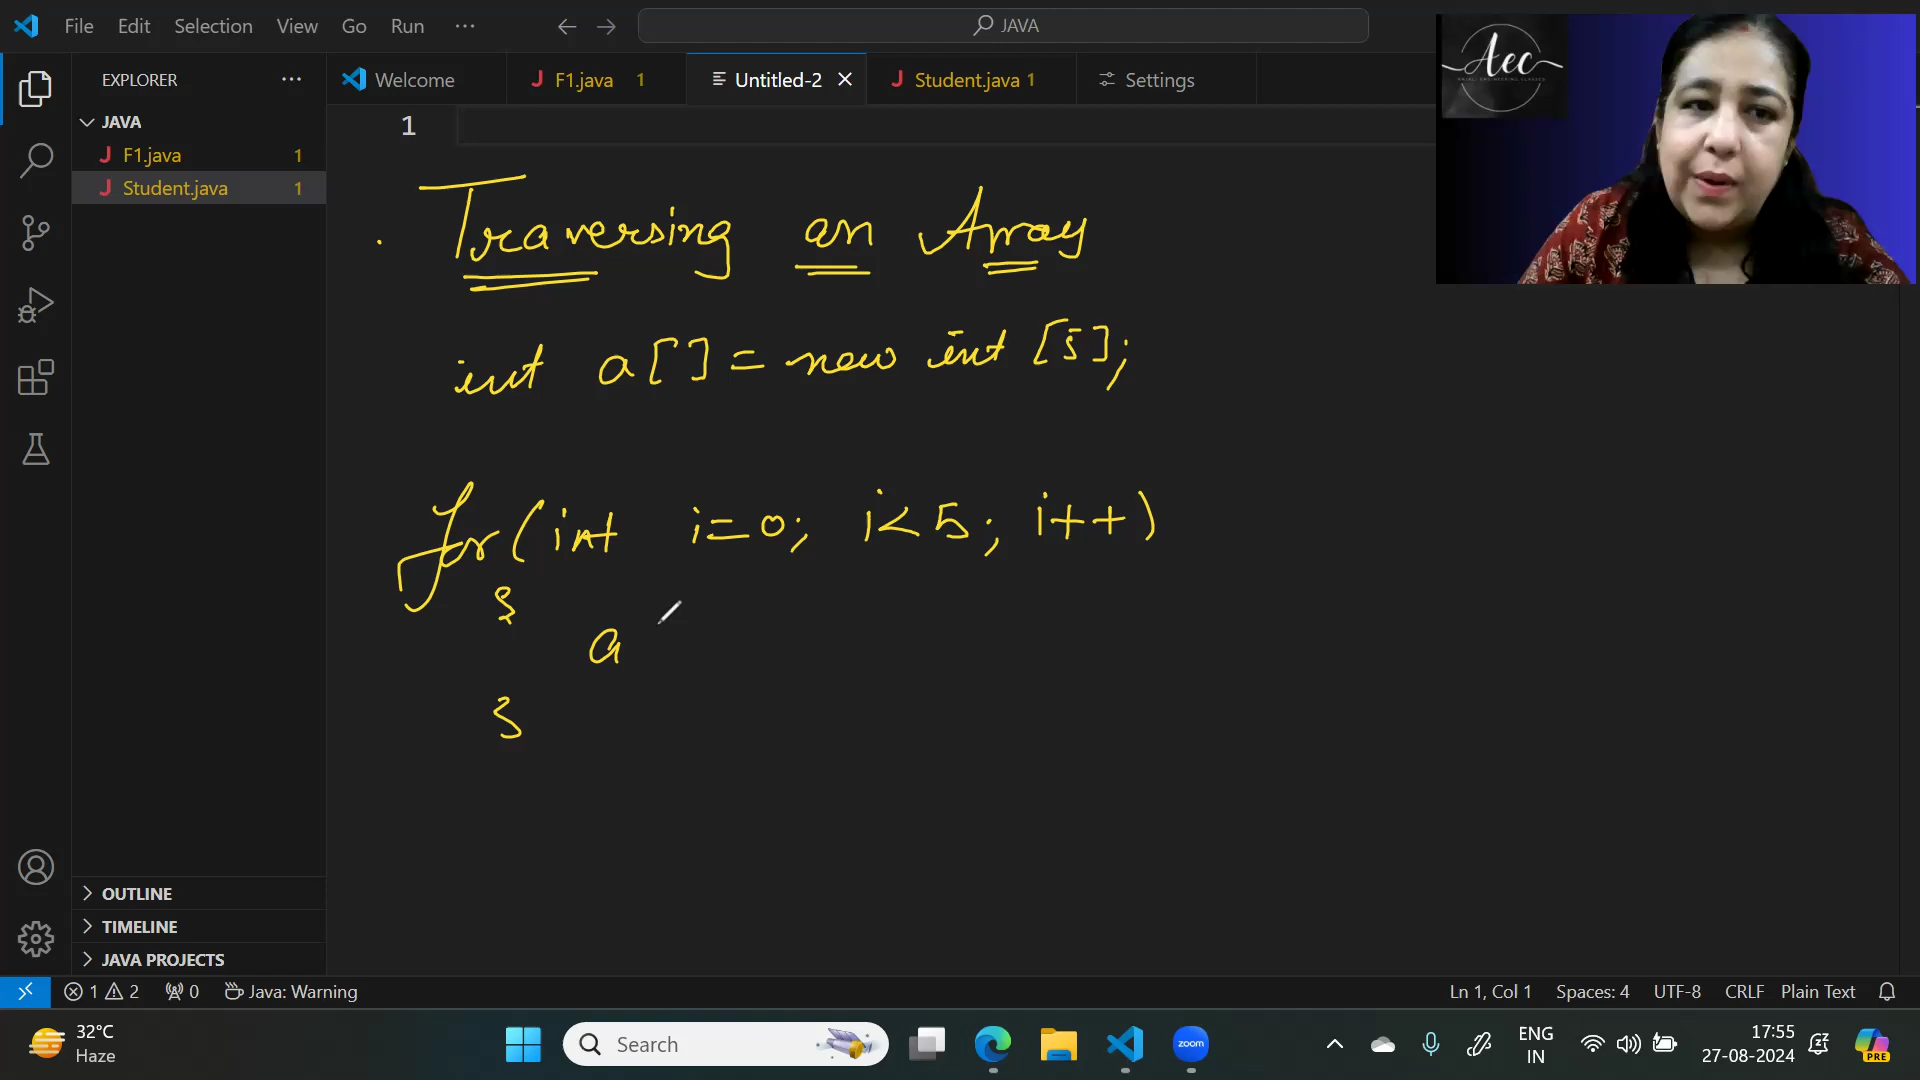 File Edit Selection View Go Run ··· ← → JAVA
Aec
EXPLORER ···
Welcome J F1.java 1 Untitled-2 × J Student.java 1 Settings
JAVA
J F1.java 1
J Student.java 1
1
Traversing an Array
int a[] = new int [5];
for(int i=0; i<5; i++)
{
a
}
OUTLINE
TIMELINE
JAVA PROJECTS
1 2 0 Java: Warning Ln 1, Col 1 Spaces: 4 UTF-8 CRLF Plain Text
32°C
Haze
Search
zoom
ENG
IN
17:55
27-08-2024
PRE